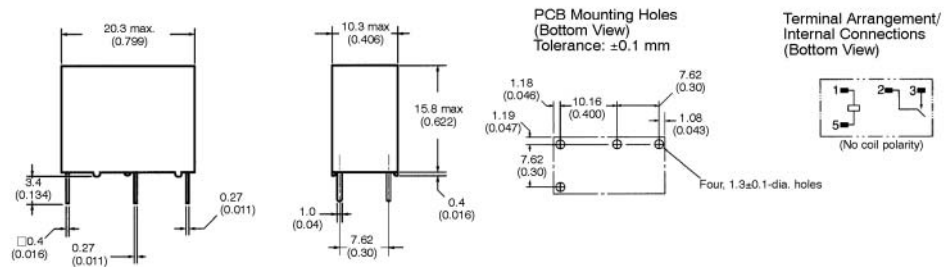 20.3 max.
(0.799)
3.4
(0.134)
□0.4
(0.016)
0.27
(0.011)
0.27
(0.011)
10.3 max
(0.406)
15.8 max
(0.622)
0.4
(0.016)
1.0
(0.04)
7.62
(0.30)
PCB Mounting Holes
(Bottom View)
Tolerance: ±0.1 mm
1.18
(0.046)
10.16
(0.400)
7.62
(0.30)
1.19
(0.047)
1.08
(0.043)
7.62
(0.30)
Four, 1.3±0.1-dia. holes
Terminal Arrangement/
Internal Connections
(Bottom View)
1 2 3
5
(No coil polarity)